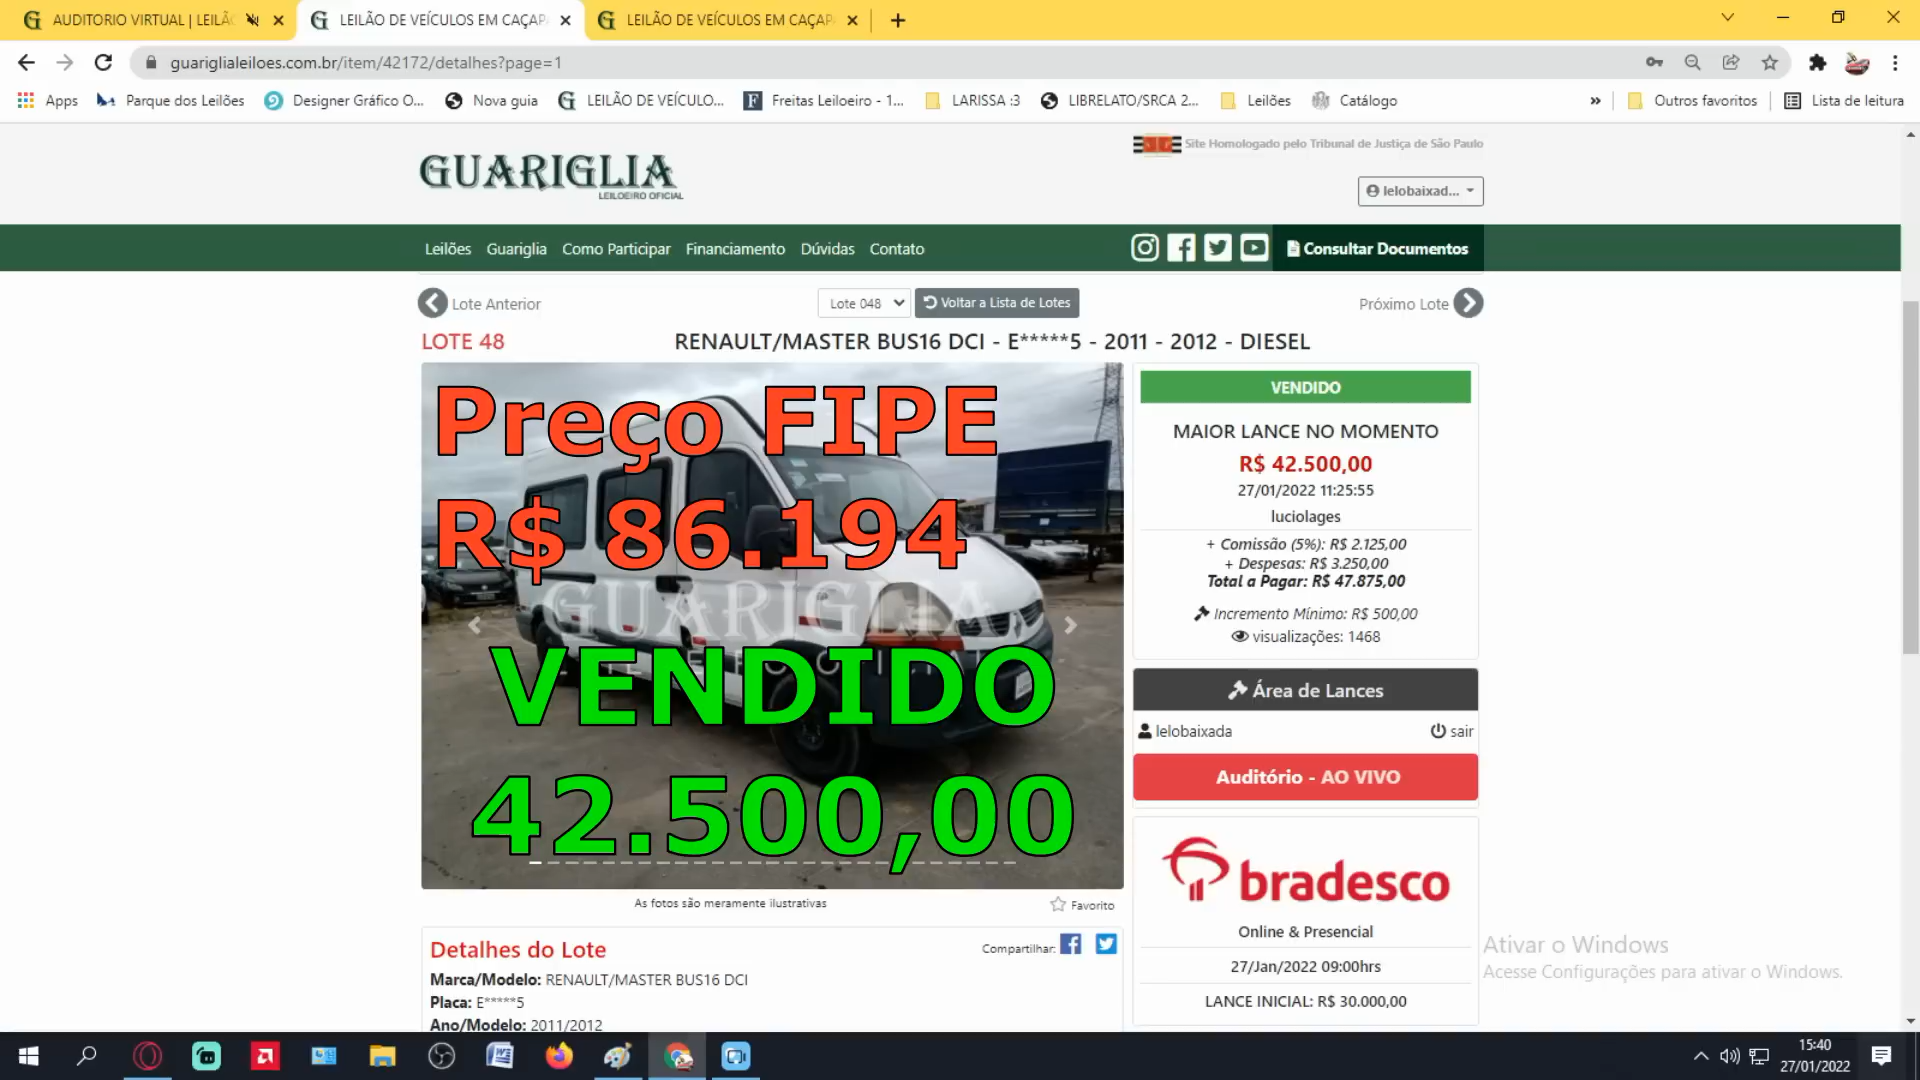 AUDITORIO VIRTUAL | LEILÃ
LEILÃO DE VEÍCULOS EM CAÇAPA
LEILÃO DE VEÍCULOS EM CAÇAP
guariglialeiloes.com.br/item/42172/detalhes?page=1
Apps
Parque dos Leilões
Designer Gráfico O...
Nova guia
LEILÃO DE VEÍCULO...
Freitas Leiloeiro - 1...
LARISSA :3
LIBRELATO/SRCA 2...
Leilões
Catálogo
»
Outros favoritos
Lista de leitura
Site Homologado pelo Tribunal de Justiça de São Paulo
GUARIGLIA
LEILOEIRO OFICIAL
lelobaixad...
Leilões Guariglia Como Participar Financiamento Dúvidas Contato
Consultar Documentos
Lote Anterior
Lote 048
Voltar a Lista de Lotes
Próximo Lote
LOTE 48
RENAULT/MASTER BUS16 DCI - E*****5 - 2011 - 2012 - DIESEL
Preço FIPE
R$ 86.194
GUARIGLIA
VENDIDO
42.500,00
As fotos são meramente ilustrativas
Favorito
Detalhes do Lote
Compartilhar:
Marca/Modelo: RENAULT/MASTER BUS16 DCI
Placa: E*****5
Ano/Modelo: 2011/2012
VENDIDO
MAIOR LANCE NO MOMENTO
R$ 42.500,00
27/01/2022 11:25:55
luciolages
+ Comissão (5%): R$ 2.125,00
+ Despesas: R$ 3.250,00
Total a Pagar: R$ 47.875,00
Incremento Mínimo: R$ 500,00
visualizações: 1468
Área de Lances
lelobaixada
sair
Auditório - AO VIVO
bradesco
Online & Presencial
27/Jan/2022 09:00hrs
LANCE INICIAL: R$ 30.000,00
Ativar o Windows
Acesse Configurações para ativar o Windows.
15:40
27/01/2022